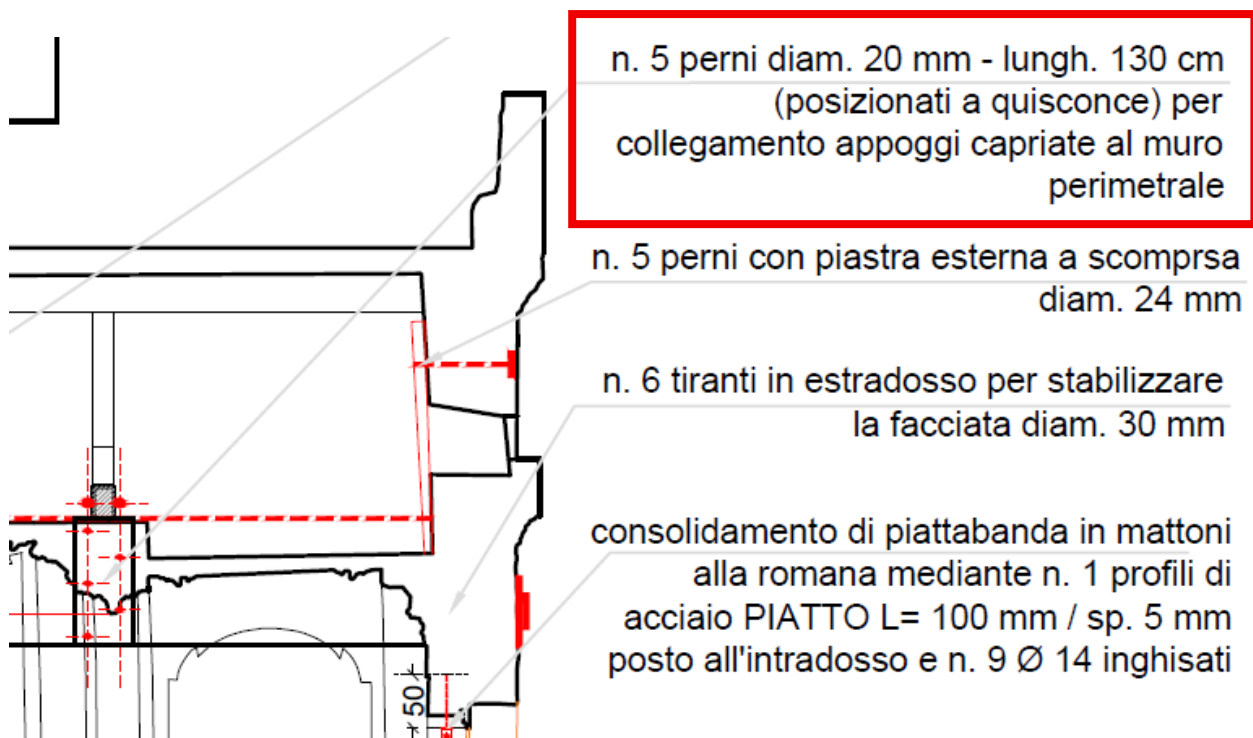 n. 5 perni diam. 20 mm - lungh. 130 cm
(posizionati a quisconce) per
collegamento appoggi capriate al muro
perimetrale
n. 5 perni con piastra esterna a scomprsa
diam. 24 mm
n. 6 tiranti in estradosso per stabilizzare
la facciata diam. 30 mm
consolidamento di piattabanda in mattoni
alla romana mediante n. 1 profili di
acciaio PIATTO L= 100 mm / sp. 5 mm
posto all'intradosso e n. 9 Ø 14 inghisati
50